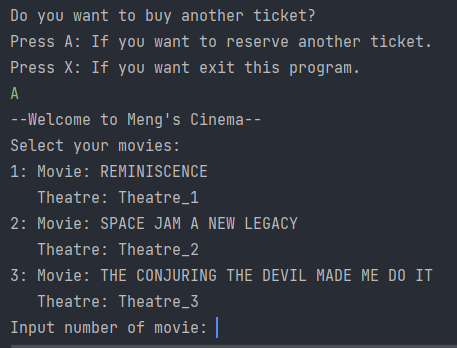 Do you want to buy another ticket?
Press A: If you want to reserve another ticket.
Press X: If you want exit this program.
A
--Welcome to Meng's Cinema--
Select your movies:
1: Movie: REMINISCENCE
   Theatre: Theatre_1
2: Movie: SPACE JAM A NEW LEGACY
   Theatre: Theatre_2
3: Movie: THE CONJURING THE DEVIL MADE ME DO IT
   Theatre: Theatre_3
Input number of movie: